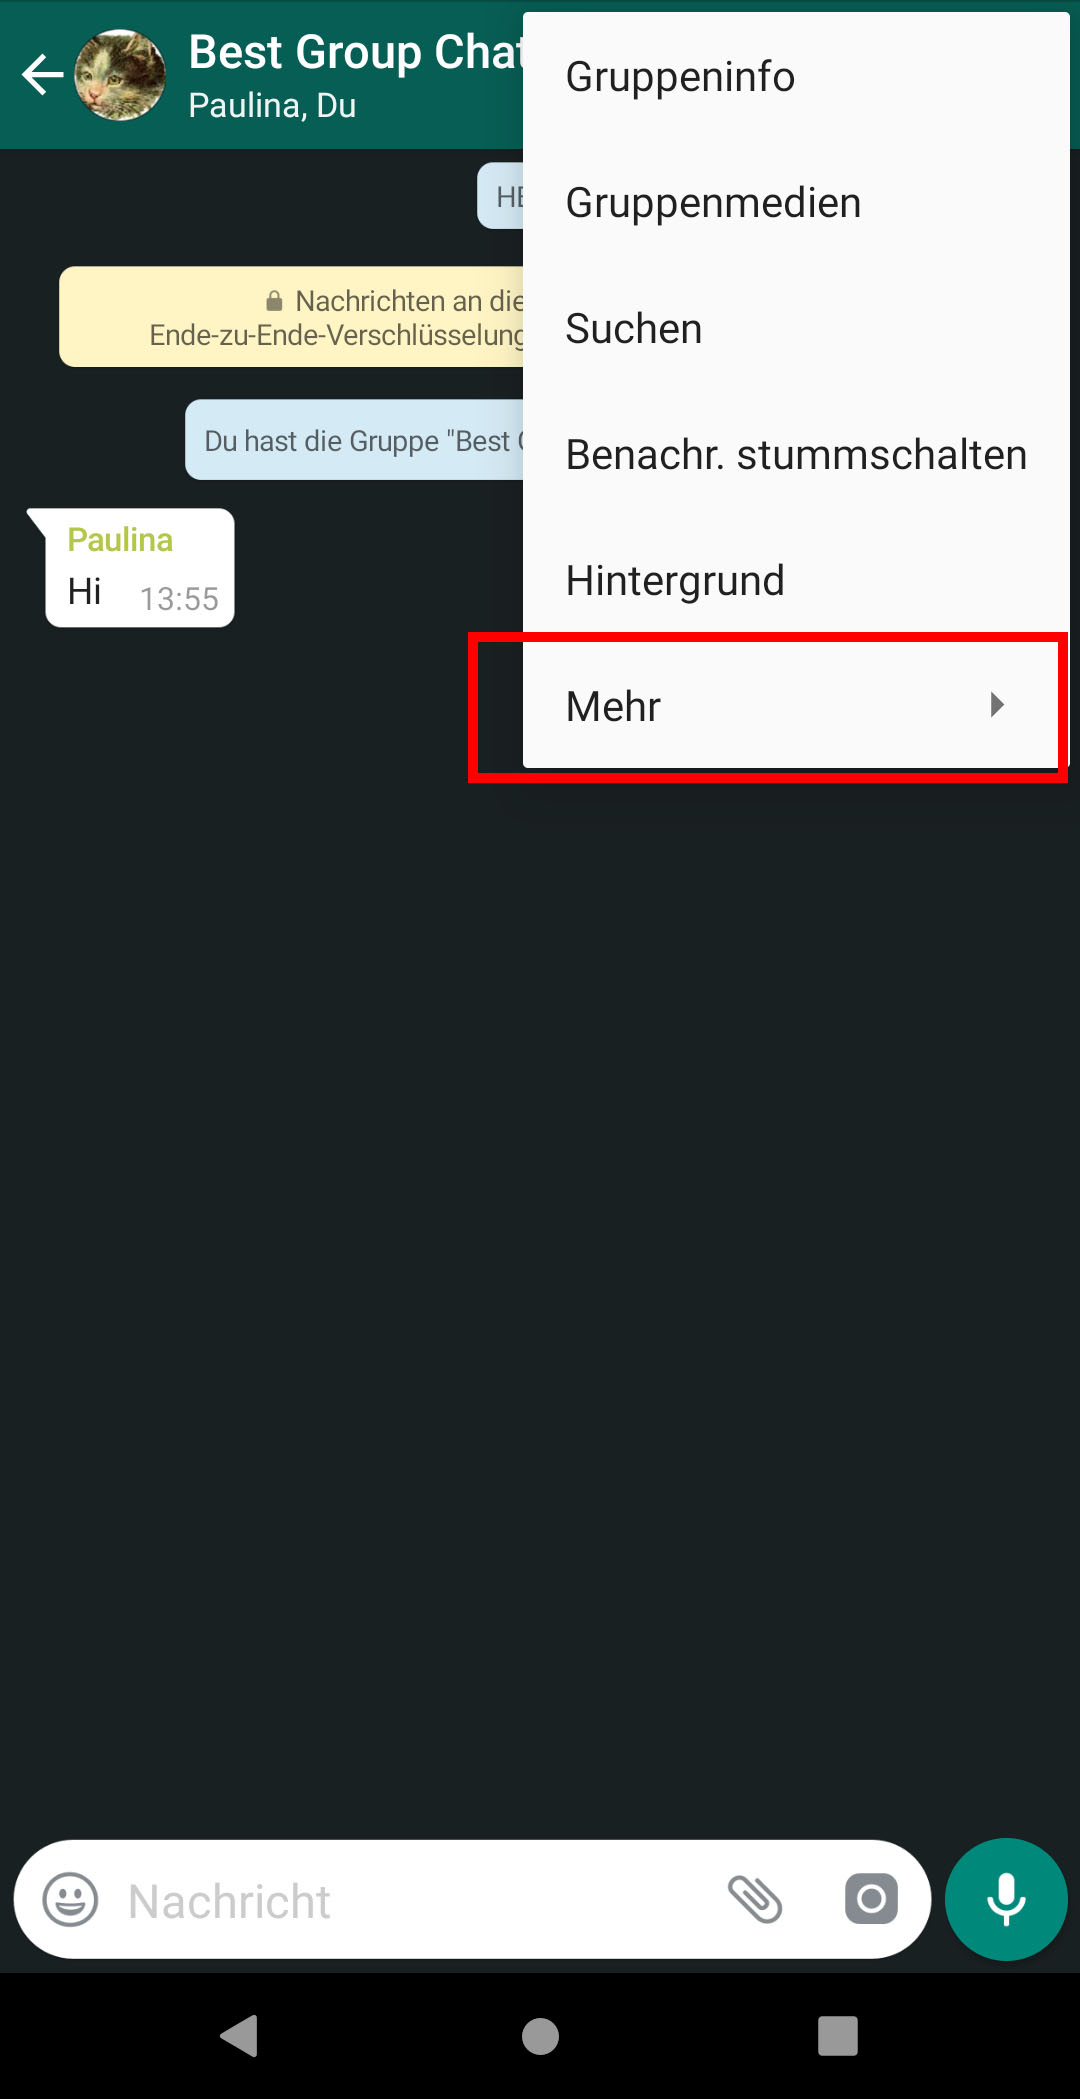 Best Group Chat
Paulina, Du
Gruppeninfo
Gruppenmedien
Suchen
Benachr. stummschalten
Hintergrund
Mehr
Nachrichten an die
Ende-zu-Ende-Verschlüsselung
Du hast die Gruppe "Best
Paulina
Hi 13:55
Nachricht